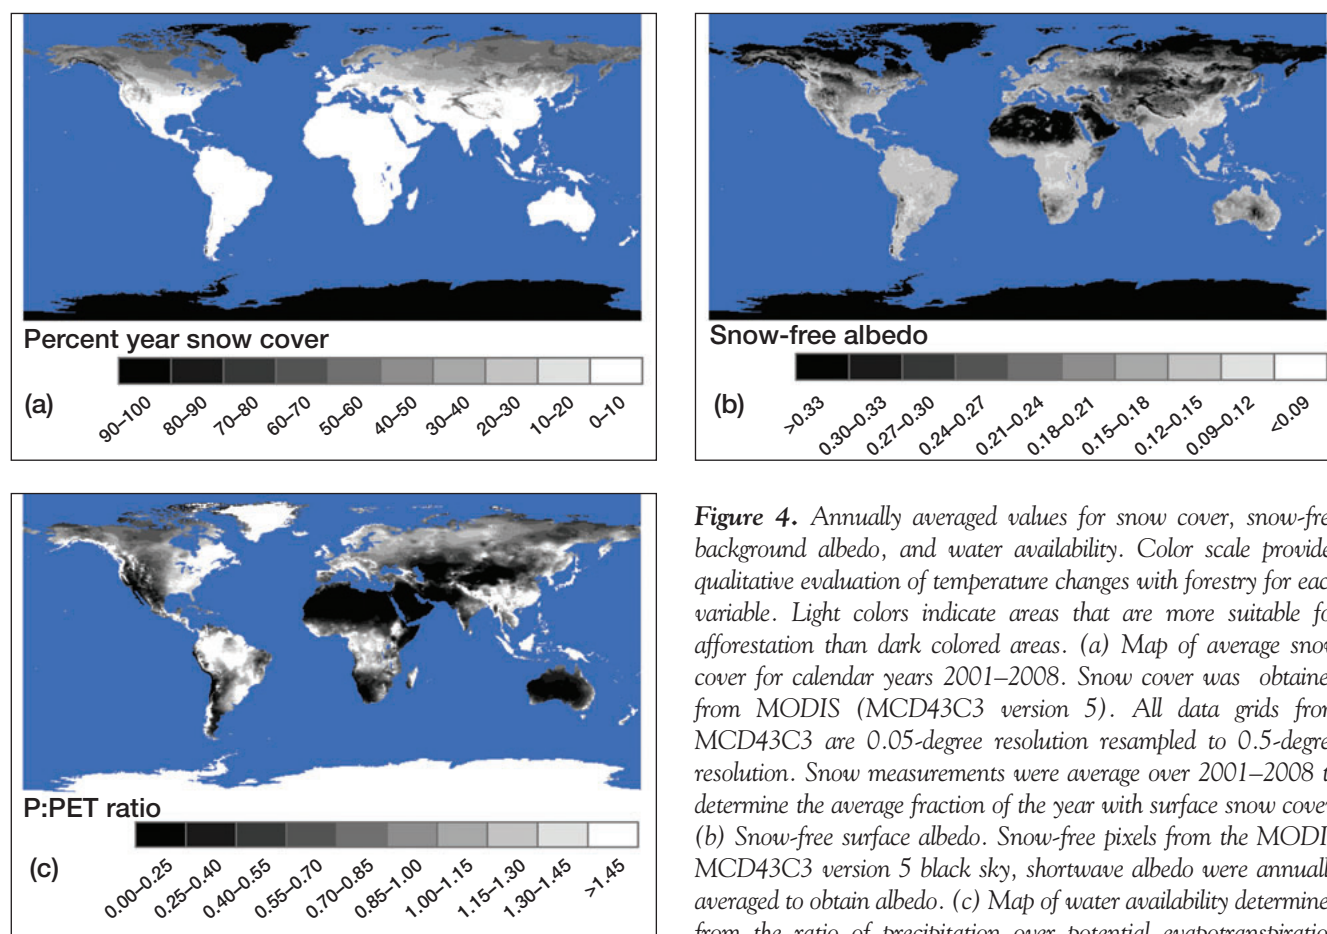 Percent year snow cover
(a)
90–100
80–90
70–80
60–70
50–60
40–50
30–40
20–30
10–20
0–10
Snow-free albedo
(b)
>0.33
0.30–0.33
0.27–0.30
0.24–0.27
0.21–0.24
0.18–0.21
0.15–0.18
0.12–0.15
0.09–0.12
<0.09
P:PET ratio
(c)
0.00–0.25
0.25–0.40
0.40–0.55
0.55–0.70
0.70–0.85
0.85–1.00
1.00–1.15
1.15–1.30
1.30–1.45
>1.45
Figure 4. Annually averaged values for snow cover, snow-fre
background albedo, and water availability. Color scale provide
qualitative evaluation of temperature changes with forestry for eac
variable. Light colors indicate areas that are more suitable fo
afforestation than dark colored areas. (a) Map of average snow
cover for calendar years 2001–2008. Snow cover was obtaine
from MODIS (MCD43C3 version 5). All data grids from
MCD43C3 are 0.05-degree resolution resampled to 0.5-degre
resolution. Snow measurements were average over 2001–2008 t
determine the average fraction of the year with surface snow cover
(b) Snow-free surface albedo. Snow-free pixels from the MODI
MCD43C3 version 5 black sky, shortwave albedo were annuall
averaged to obtain albedo. (c) Map of water availability determine
from the ratio of precipitation over potential evapotranspiratio